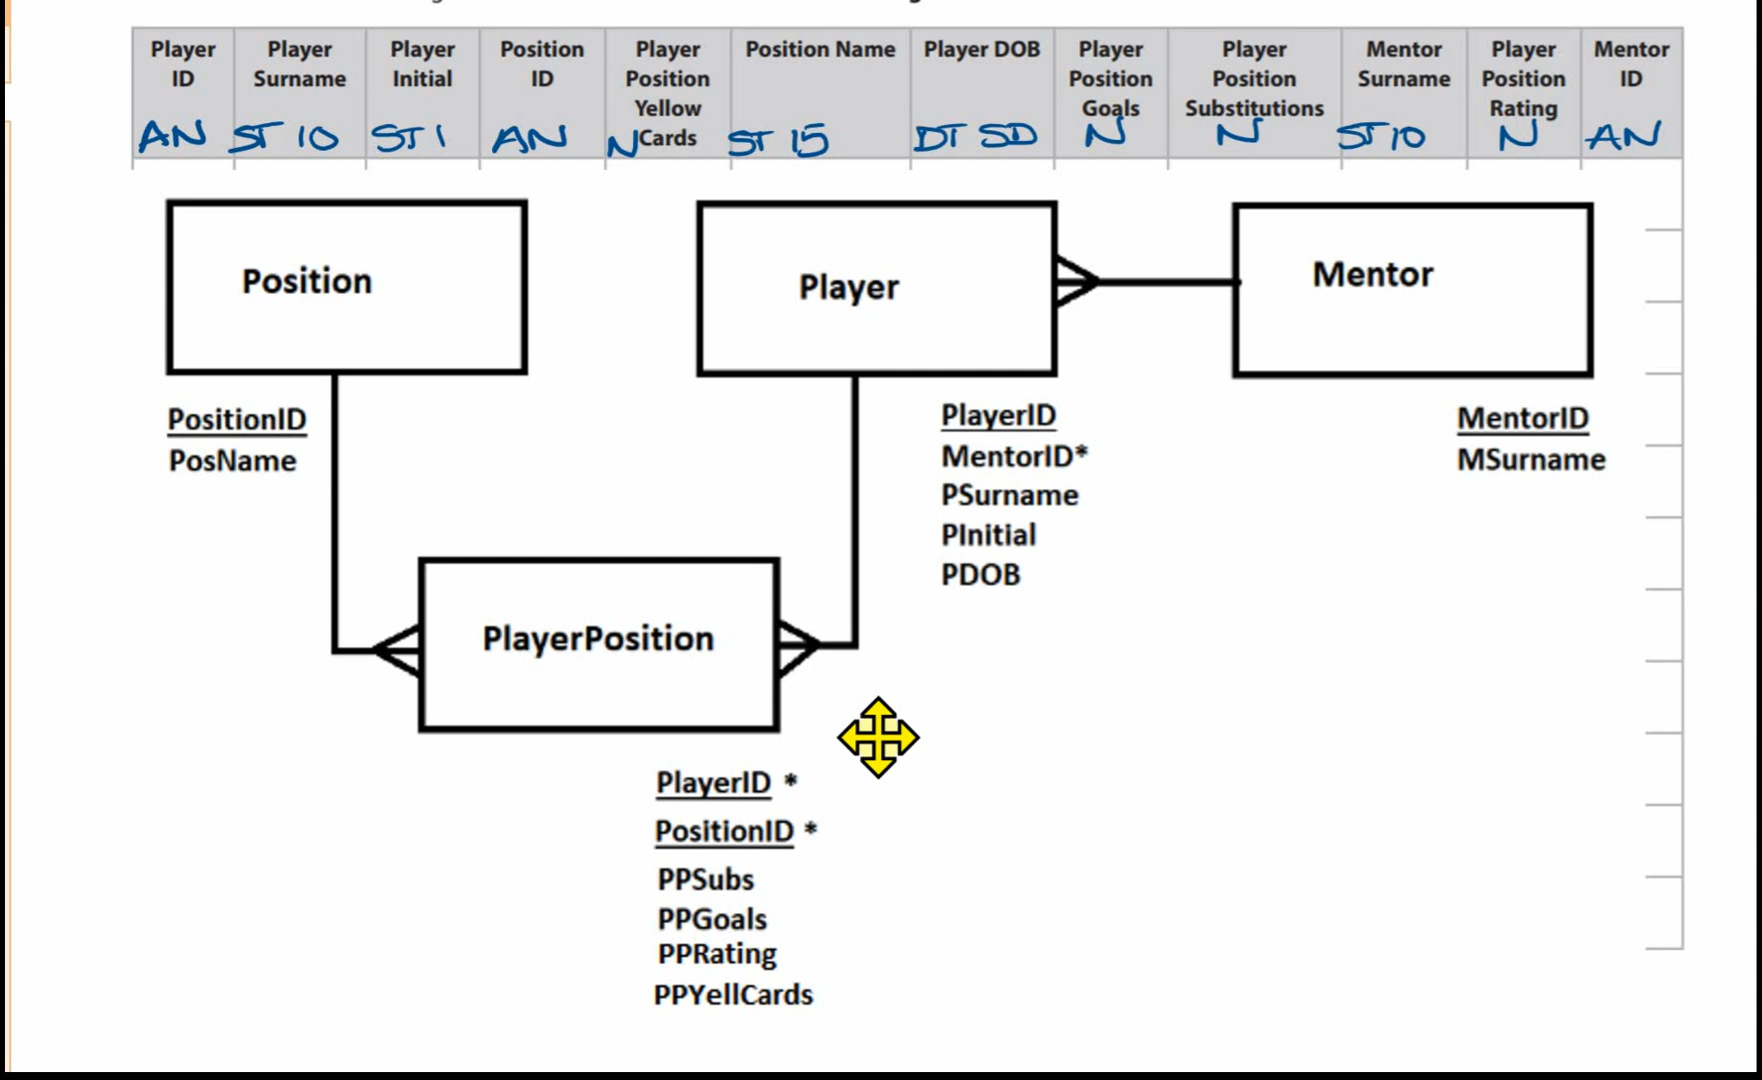 Player ID
Player Surname
Player Initial
Position ID
Player Position Yellow Cards
Position Name
Player DOB
Player Position Goals
Player Position Substitutions
Mentor Surname
Player Position Rating
Mentor ID
AN ST 10 ST 1 AN N ST 15 DT SD N N ST 10 N AN
Position
Player
Mentor
PositionID
PosName
PlayerID
MentorID*
PSurname
PInitial
PDOB
MentorID
MSurname
PlayerPosition
PlayerID *
PositionID *
PPSubs
PPGoals
PPRating
PPYellCards